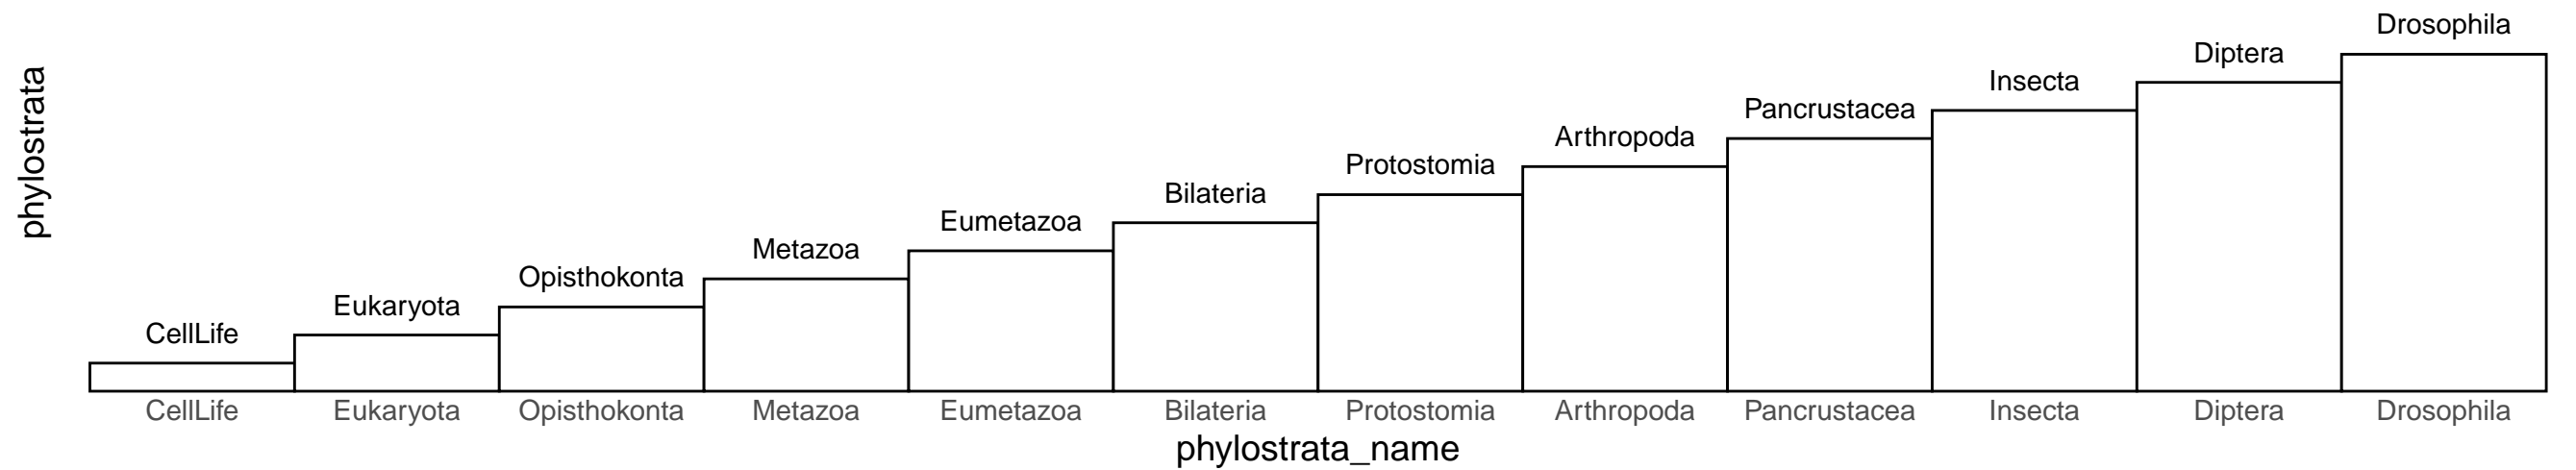 phylostrata
Drosophila
Diptera
Insecta
Pancrustacea
Arthropoda
Protostomia
Bilateria
Eumetazoa
Metazoa
Opisthokonta
Eukaryota
CellLife
CellLife Eukaryota Opisthokonta Metazoa Eumetazoa Bilateria Protostomia Arthropoda Pancrustacea Insecta Diptera Drosophila
phylostrata_name